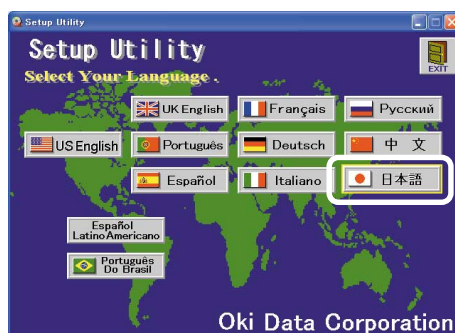 Setup Utility
Setup Utility
EXIT
Select Your Language .
UK English
Français
Русский
US English
Português
Deutsch
中 文
Español
Italiano
日本語
Español
Latino Americano
Português
Do Brasil
Oki Data Corporation